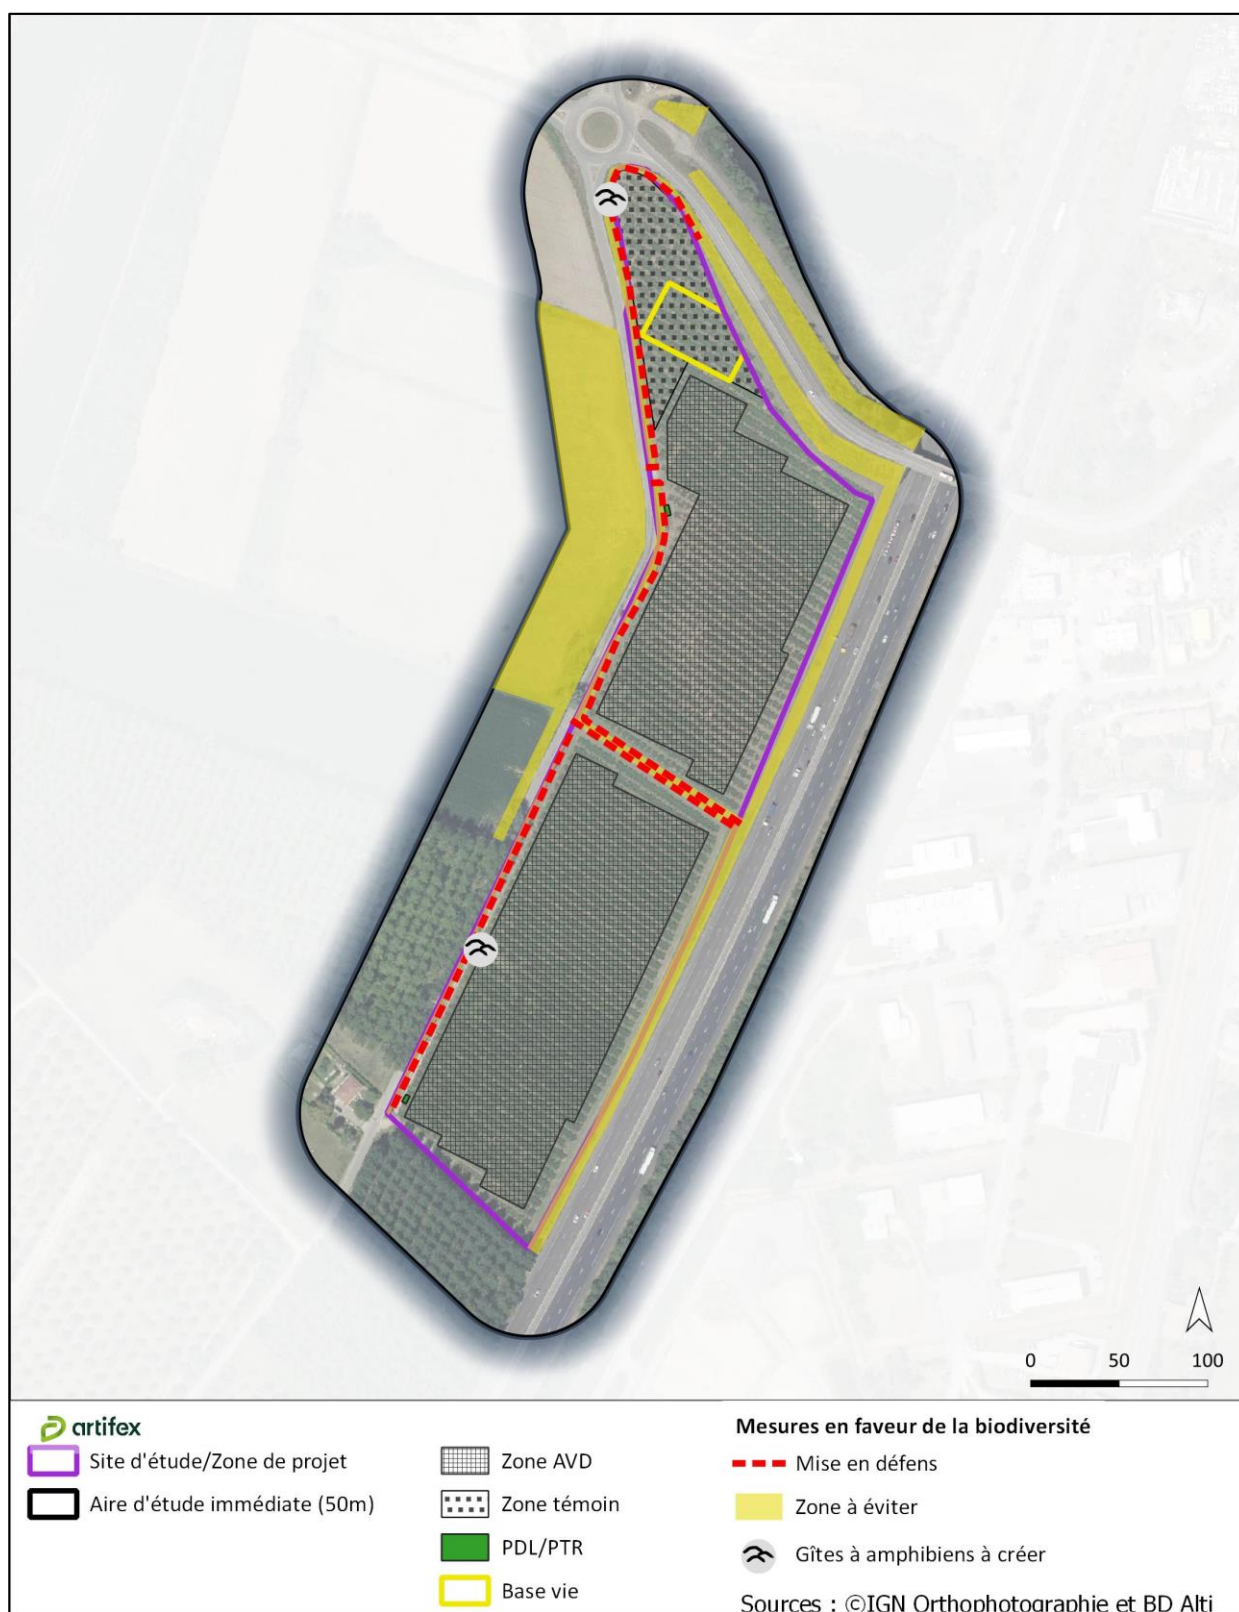 0 50 100
artifex
Site d'étude/Zone de projet
Aire d'étude immédiate (50m)
Zone AVD
Zone témoin
PDL/PTR
Base vie
Mesures en faveur de la biodiversité
Mise en défens
Zone à éviter
Gîtes à amphibiens à créer
Sources : ©IGN Orthophotographie et BD Alti